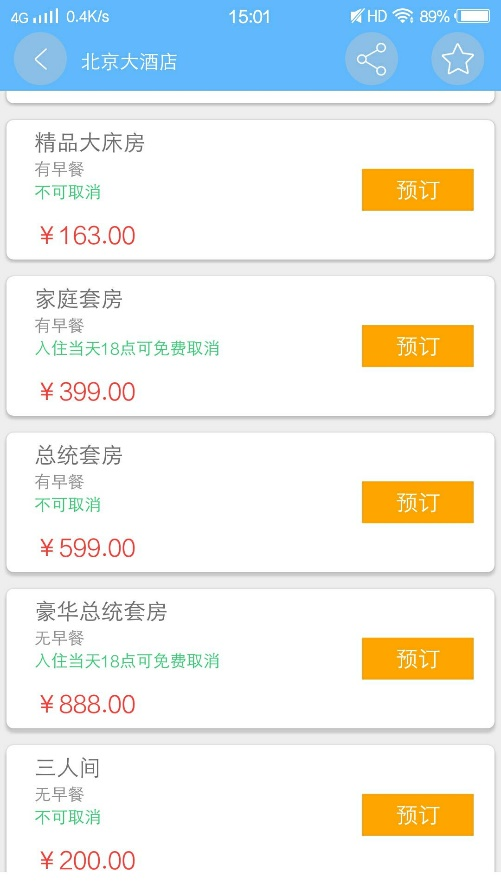 4G 0.4K/s 15:01 HD 89%
北京大酒店
精品大床房
有早餐
不可取消
预订
￥163.00
家庭套房
有早餐
入住当天18点可免费取消
预订
￥399.00
总统套房
有早餐
不可取消
预订
￥599.00
豪华总统套房
无早餐
入住当天18点可免费取消
预订
￥888.00
三人间
无早餐
不可取消
预订
￥200.00